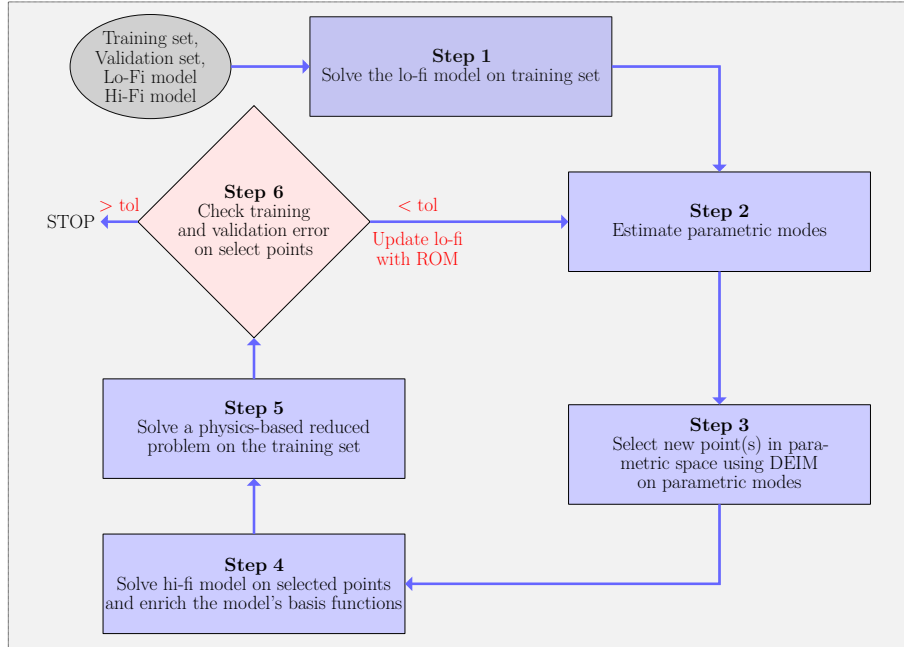 Training set,
Validation set,
Lo-Fi model
Hi-Fi model
Step 1
Solve the lo-fi model on training set
Step 2
Estimate parametric modes
Step 3
Select new point(s) in para-
metric space using DEIM
on parametric modes
Step 4
Solve hi-fi model on selected points
and enrich the model's basis functions
Step 5
Solve a physics-based reduced
problem on the training set
Step 6
Check training
and validation error
on select points
> tol
STOP
< tol
Update lo-fi
with ROM